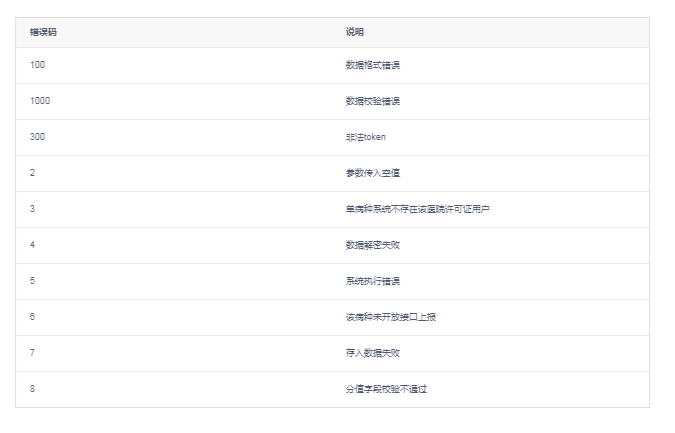 错误码 说明
100 数据格式错误
1000 数据校验错误
300 非法token
2 参数传入空值
3 单病种系统不存在该医院许可证用户
4 数据解密失败
5 系统执行错误
6 该病种未开放接口上报
7 存入数据失败
8 分值字段校验不通过